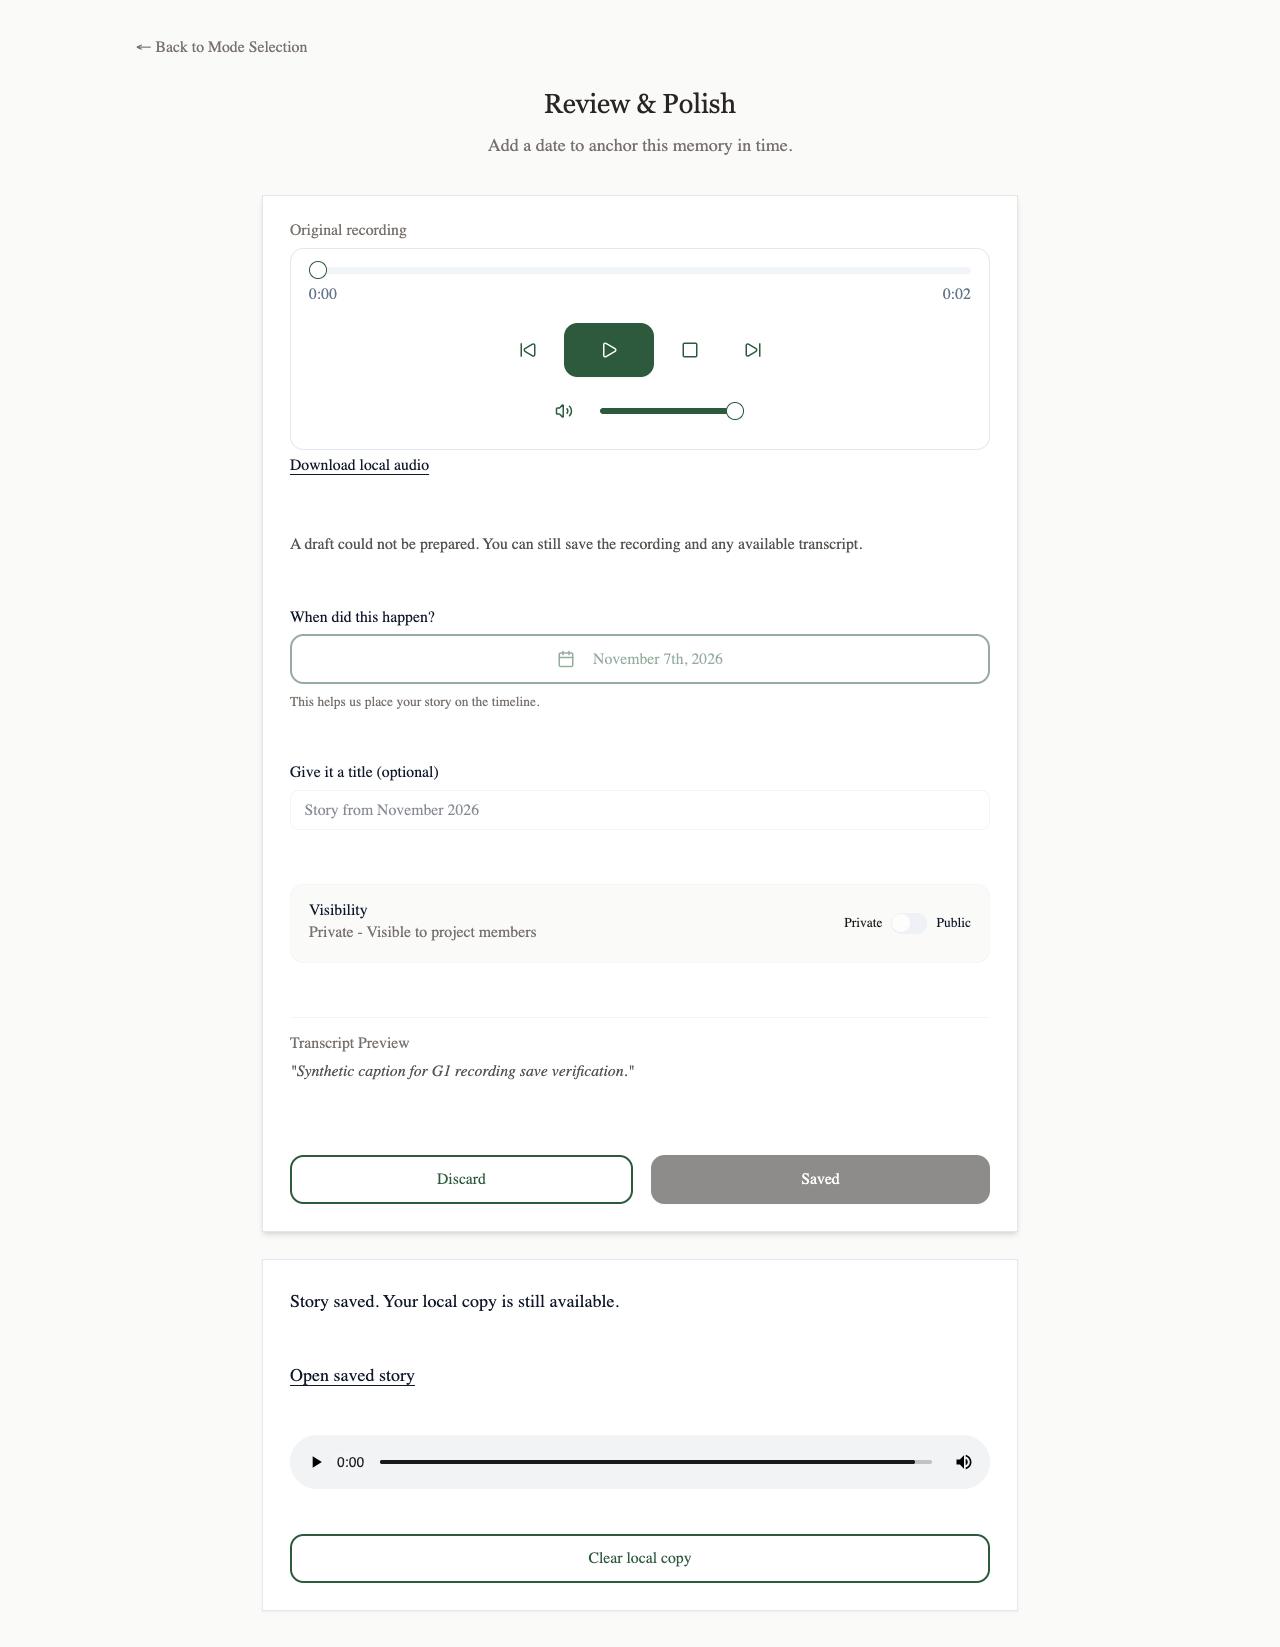 ← Back to Mode Selection
Review & Polish
Add a date to anchor this memory in time.
Original recording
0:00 0:02
Download local audio
A draft could not be prepared. You can still save the recording and any available transcript.
When did this happen?
November 7th, 2026
This helps us place your story on the timeline.
Give it a title (optional)
Story from November 2026
Visibility
Private - Visible to project members
Private Public
Transcript Preview
"Synthetic caption for G1 recording save verification."
Discard Saved
Story saved. Your local copy is still available.
Open saved story
0:00
Clear local copy